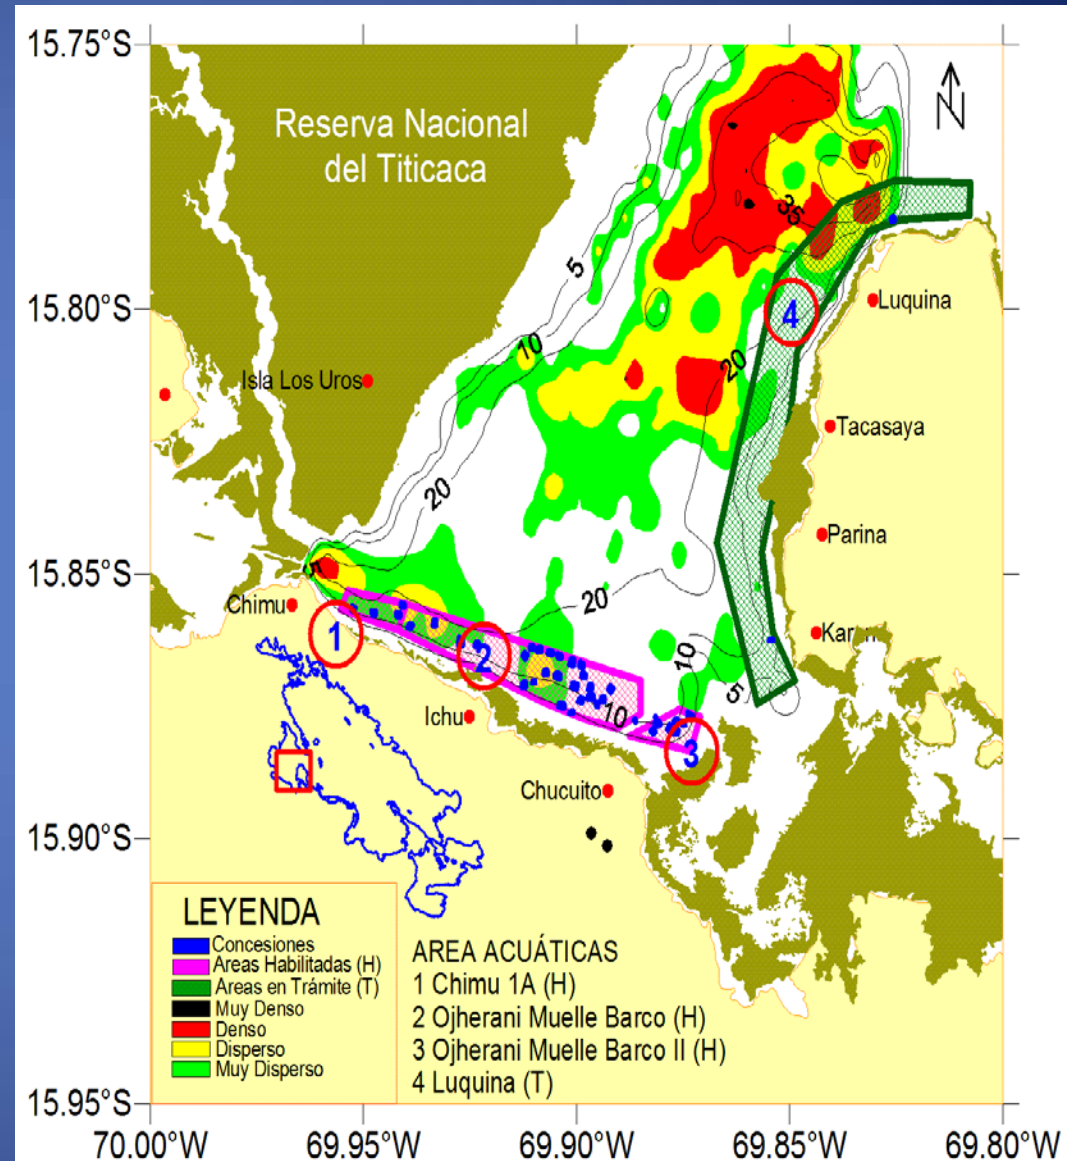 15.75°S
N
Reserva Nacional
del Titicaca
35
5
15.80°S
Luquina
4
10
20
Isla Los Uros
Tacasaya
20
Parina
15.85°S
5
20
Chimu
1
2
10
5
Ichu
10
3
Chucuito
15.90°S
LEYENDA
Concesiones
Areas Habilitadas (H)
Areas en Trámite (T)
Muy Denso
Denso
Disperso
Muy Disperso
AREA ACUÁTICAS
1 Chimu 1A (H)
2 Ojherani Muelle Barco (H)
3 Ojherani Muelle Barco II (H)
4 Luquina (T)
15.95°S
70.00°W 69.95°W 69.90°W 69.85°W 69.80°W